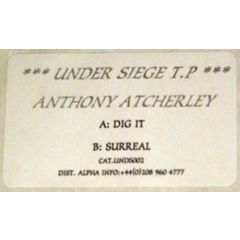 *** UNDER SIEGE T.P ***
ANTHONY ATCHERLEY
A: DIG IT
B: SURREAL
CAT.UNDS002
DIST. ALPHA INFO:+44(0)208 960 4777